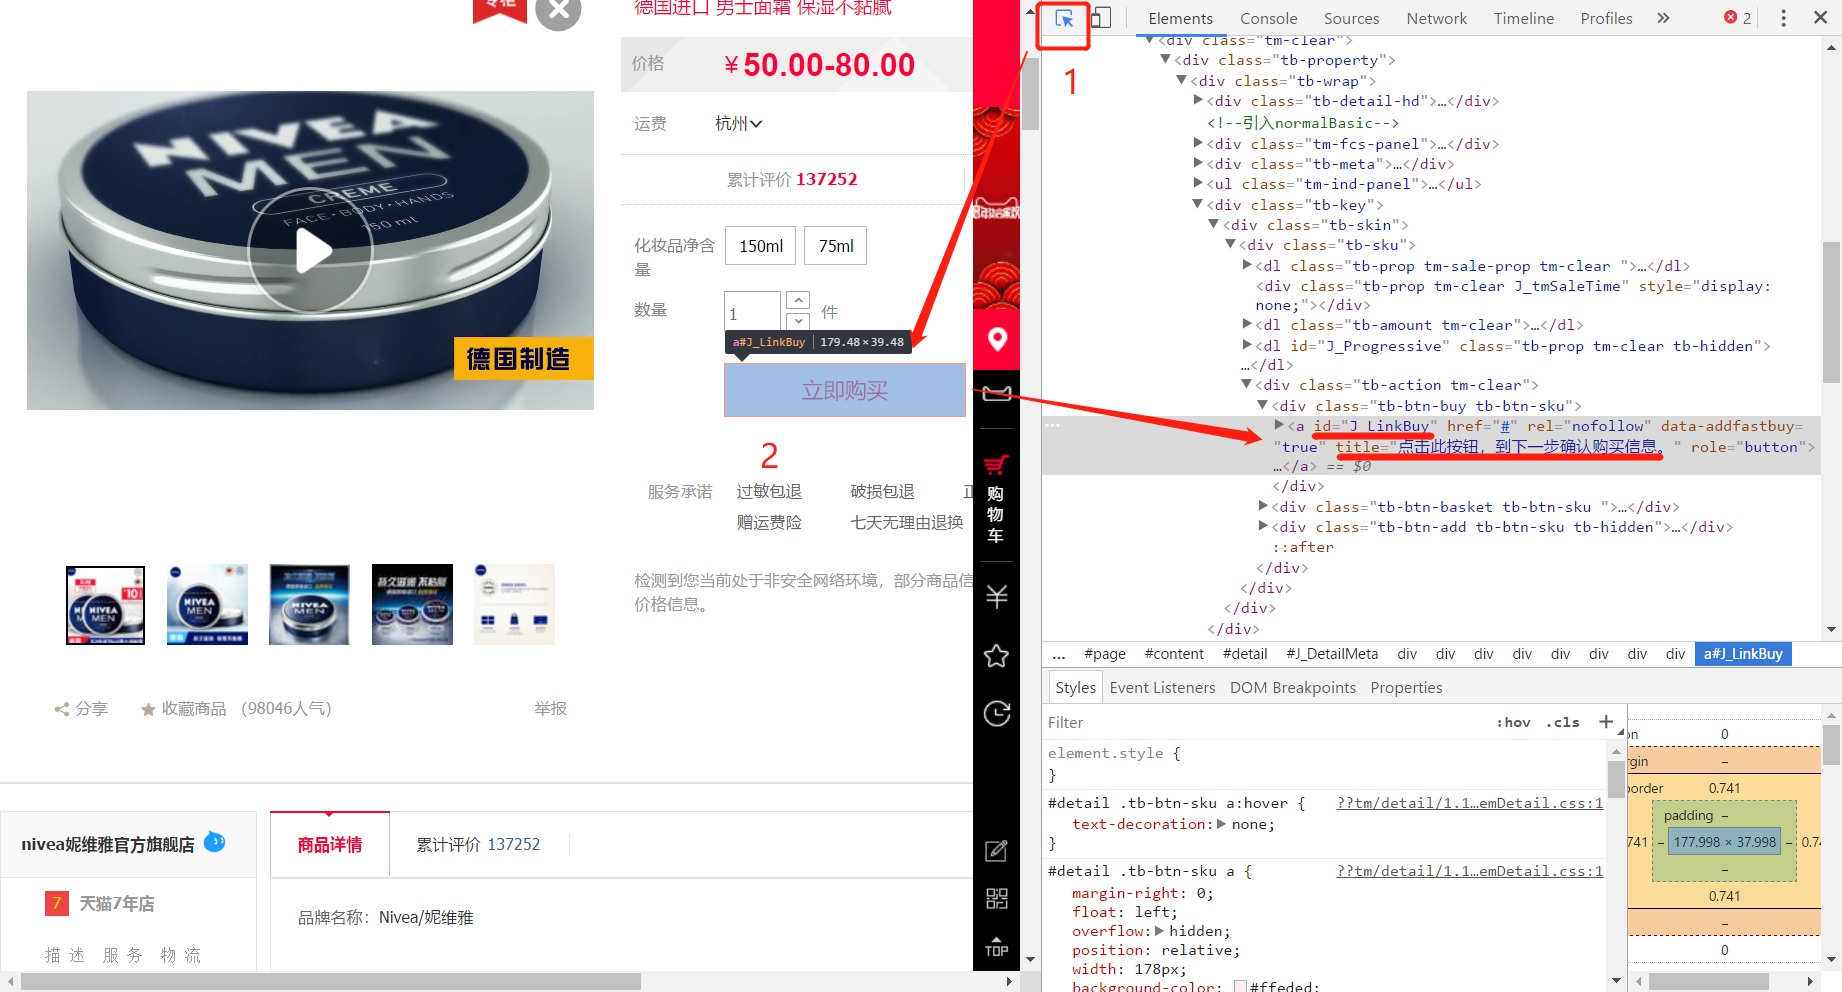 专柜
德国进口 男士面霜 保湿不黏腻
价格
¥50.00-80.00
运费
杭州
累计评价 137252
化妆品净含
量
150ml
75ml
数量
1
件
a#J_LinkBuy 179.48×39.48
立即购买
2
服务承诺
过敏包退
破损包退
正
赠运费险
七天无理由退换
检测到您当前处于非安全网络环境，部分商品信
价格信息。
NIVEA
MEN
CREME
FACE·BODY·HANDS
150 ml
德国制造
NIVEA
MEN
NIVEA
MEN
NIVEA
MEN
持久滋润 不粘腻
分享
收藏商品
（98046人气）
举报
nivea妮维雅官方旗舰店
7
天猫7年店
描 述 服 务 物 流
商品详情
累计评价 137252
品牌名称：Nivea/妮维雅
购
物
车
TOP
1
Elements
Console
Sources
Network
Timeline
Profiles
»
2
<div class="tm-clear">
<div class="tb-property">
<div class="tb-wrap">
<div class="tb-detail-hd">…</div>
<!--引入normalBasic-->
<div class="tm-fcs-panel">…</div>
<div class="tb-meta">…</div>
<ul class="tm-ind-panel">…</ul>
<div class="tb-key">
<div class="tb-skin">
<div class="tb-sku">
<dl class="tb-prop tm-sale-prop tm-clear ">…</dl>
<div class="tb-prop tm-clear J_tmSaleTime" style="display:
none;"></div>
<dl class="tb-amount tm-clear">…</dl>
<dl id="J_Progressive" class="tb-prop tm-clear tb-hidden">
…</dl>
<div class="tb-action tm-clear">
<div class="tb-btn-buy tb-btn-sku">
<a id="J_LinkBuy" href="#" rel="nofollow" data-addfastbuy=
"true" title="点击此按钮，到下一步确认购买信息。" role="button">
…</a> == $0
</div>
<div class="tb-btn-basket tb-btn-sku ">…</div>
<div class="tb-btn-add tb-btn-sku tb-hidden">…</div>
::after
</div>
</div>
</div>
</div>
... #page #content #detail #J_DetailMeta div div div div div div div div a#J_LinkBuy
Styles
Event Listeners
DOM Breakpoints
Properties
Filter
:hov .cls +
element.style {
}
#detail .tb-btn-sku a:hover { ??tm/detail/1.1…emDetail.css:1
text-decoration: none;
}
#detail .tb-btn-sku a { ??tm/detail/1.1…emDetail.css:1
margin-right: 0;
float: left;
overflow: hidden;
position: relative;
width: 178px;
background-color: #ffeded;
on 0
rgin –
border 0.741
padding –
741 – 177.998 × 37.998 – 0.7
–
0.741
–
0